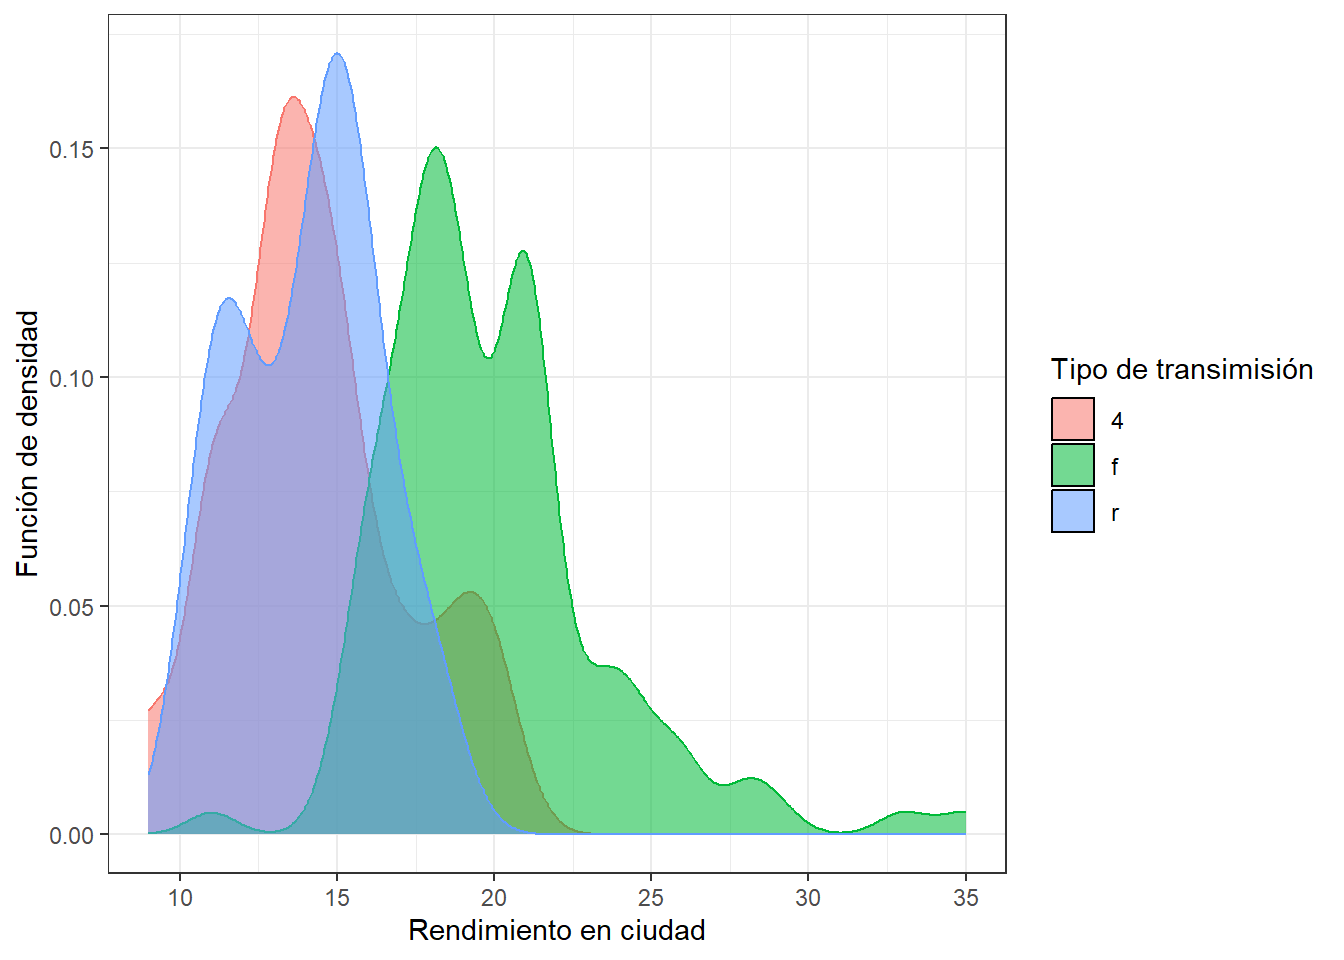 Función de densidad
0.15
0.10
0.05
0.00
10 15 20 25 30 35
Rendimiento en ciudad
Tipo de transimisión
4
f
r